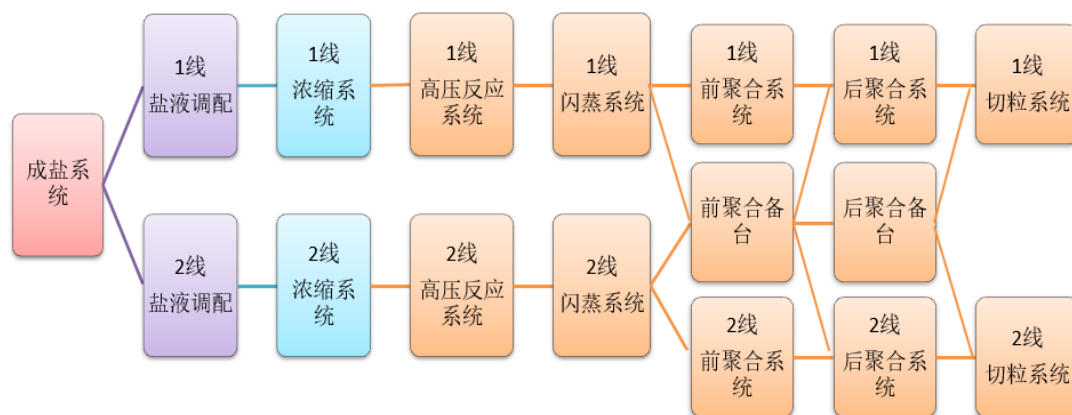 成盐系
统
1线
盐液调配
1线
浓缩系
统
1线
高压反应
系统
1线
闪蒸系统
1线
前聚合系
统
1线
后聚合系
统
1线
切粒系统
前聚合备
台
后聚合备
台
2线
盐液调配
2线
浓缩系
统
2线
高压反应
系统
2线
闪蒸系统
2线
前聚合系
统
2线
后聚合系
统
2线
切粒系统